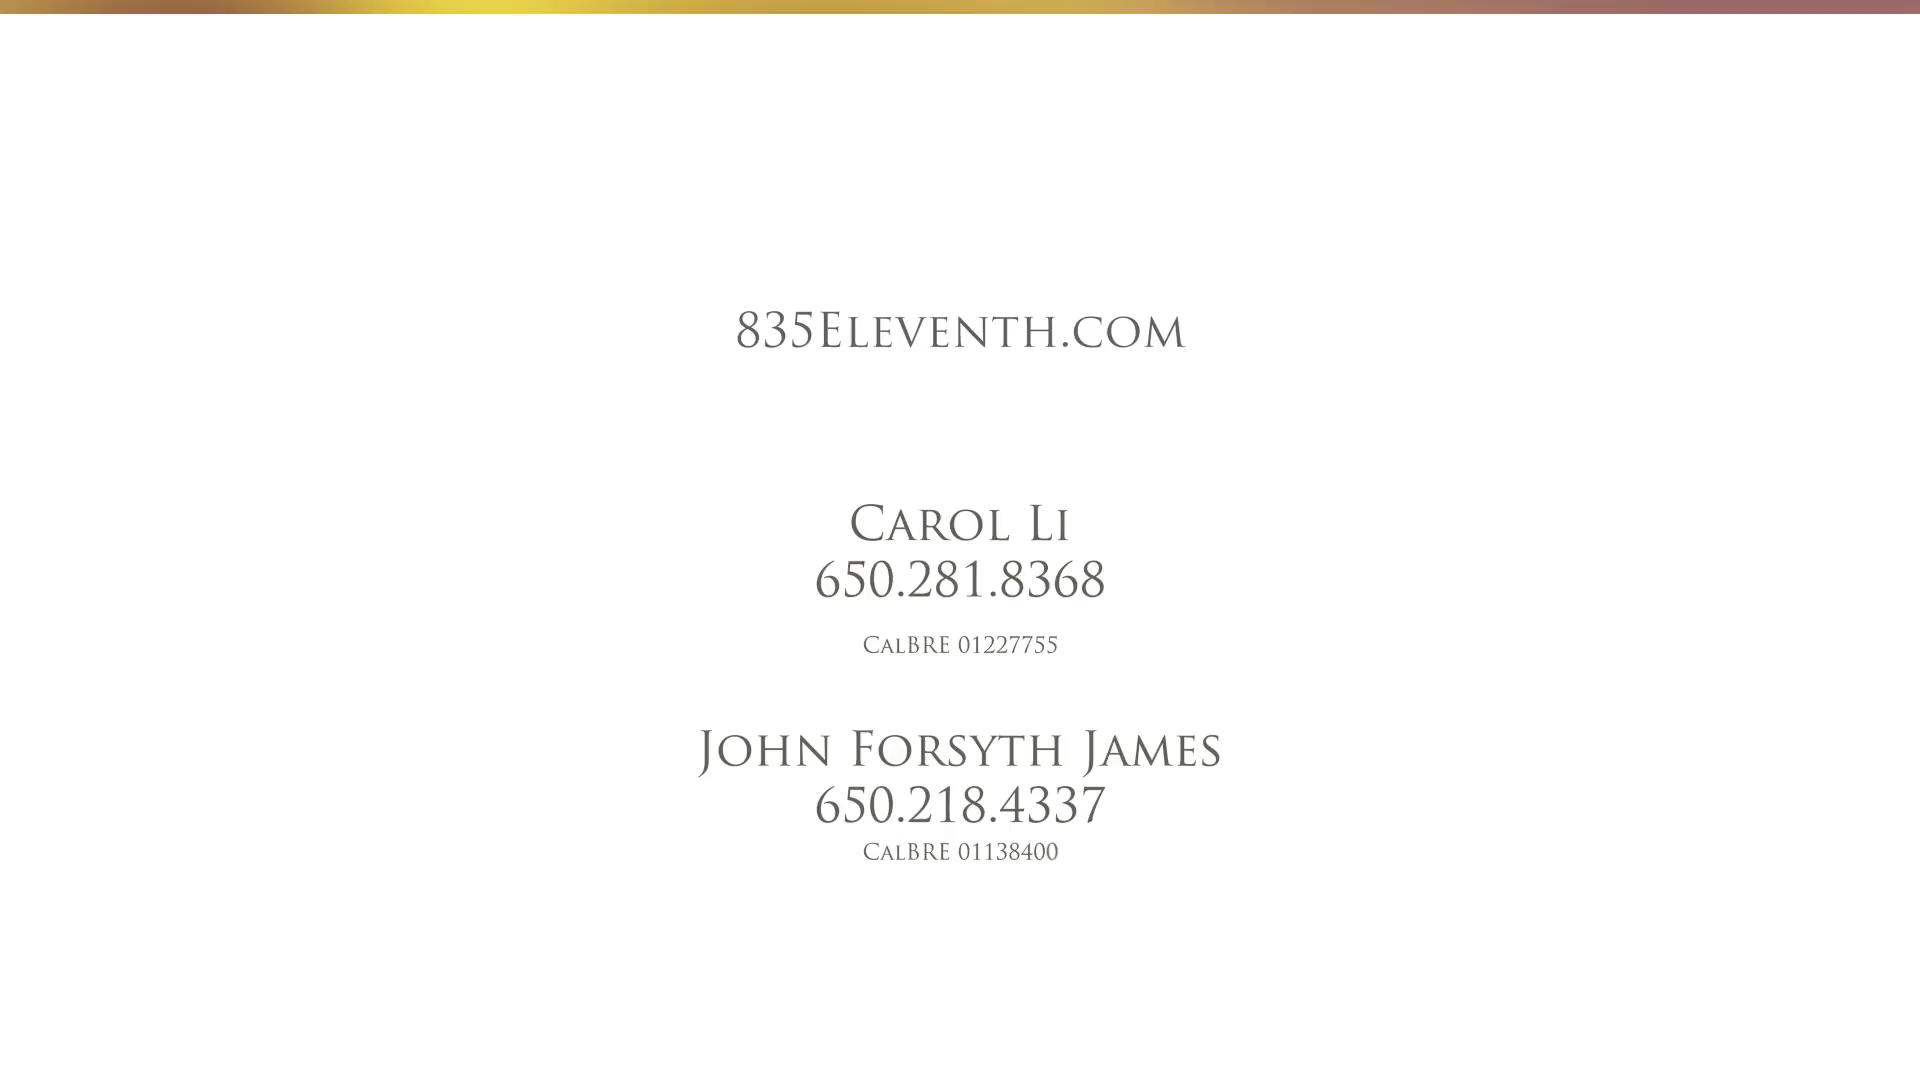 835Eleventh.com
Carol Li
650.281.8368
CalBRE 01227755
John Forsyth James
650.218.4337
CalBRE 01138400